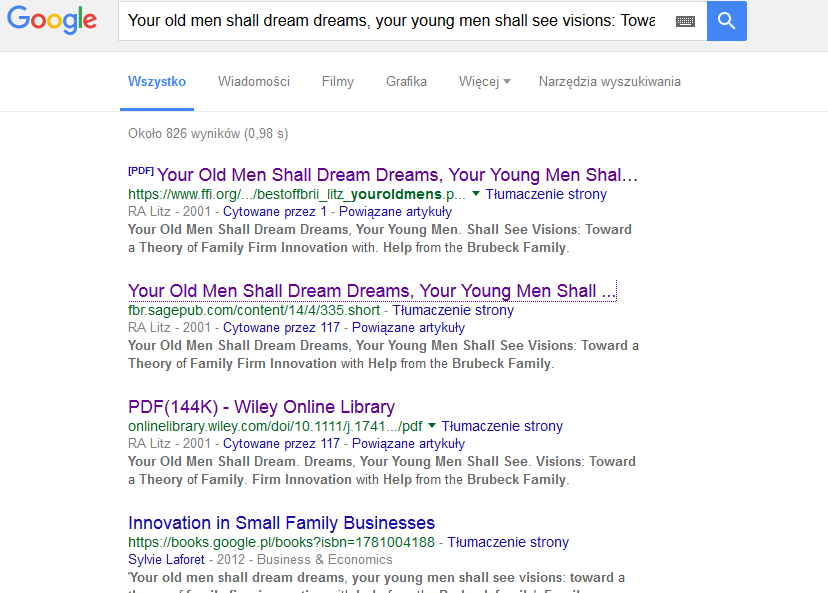 Google
Your old men shall dream dreams, your young men shall see visions: Towa
Wszystko Wiadomości Filmy Grafika Więcej Narzędzia wyszukiwania
Około 826 wyników (0,98 s)
[PDF] Your Old Men Shall Dream Dreams, Your Young Men Shal...
https://www.ffi.org/.../bestoffbrii_litz_youroldmens.p... Tłumaczenie strony
RA Litz - 2001 - Cytowane przez 1 - Powiązane artykuły
Your Old Men Shall Dream Dreams, Your Young Men. Shall See Visions: Toward
a Theory of Family Firm Innovation with. Help from the Brubeck Family.
Your Old Men Shall Dream Dreams, Your Young Men Shall ...
fbr.sagepub.com/content/14/4/335.short - Tłumaczenie strony
RA Litz - 2001 - Cytowane przez 117 - Powiązane artykuły
Your Old Men Shall Dream Dreams, Your Young Men Shall See Visions: Toward a
Theory of Family Firm Innovation with Help from the Brubeck Family.
PDF(144K) - Wiley Online Library
onlinelibrary.wiley.com/doi/10.1111/j.1741.../pdf Tłumaczenie strony
RA Litz - 2001 - Cytowane przez 117 - Powiązane artykuły
Your Old Men Shall Dream. Dreams, Your Young Men Shall See. Visions: Toward
a Theory of Family. Firm Innovation with Help from the Brubeck Family.
Innovation in Small Family Businesses
https://books.google.pl/books?isbn=1781004188 - Tłumaczenie strony
Sylvie Laforet - 2012 - Business & Economics
'Your old men shall dream dreams, your young men shall see visions: toward a